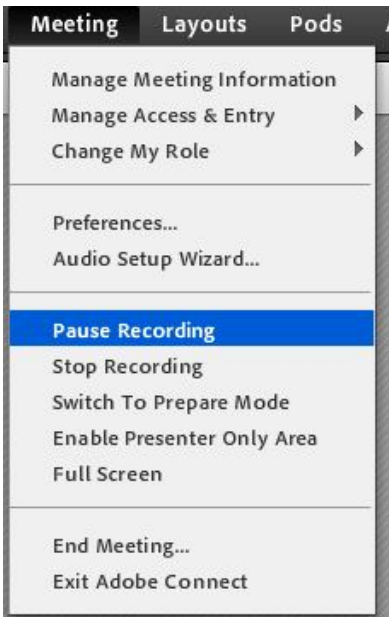 Meeting Layouts Pods
Manage Meeting Information
Manage Access & Entry
Change My Role
Preferences...
Audio Setup Wizard...
Pause Recording
Stop Recording
Switch To Prepare Mode
Enable Presenter Only Area
Full Screen
End Meeting...
Exit Adobe Connect